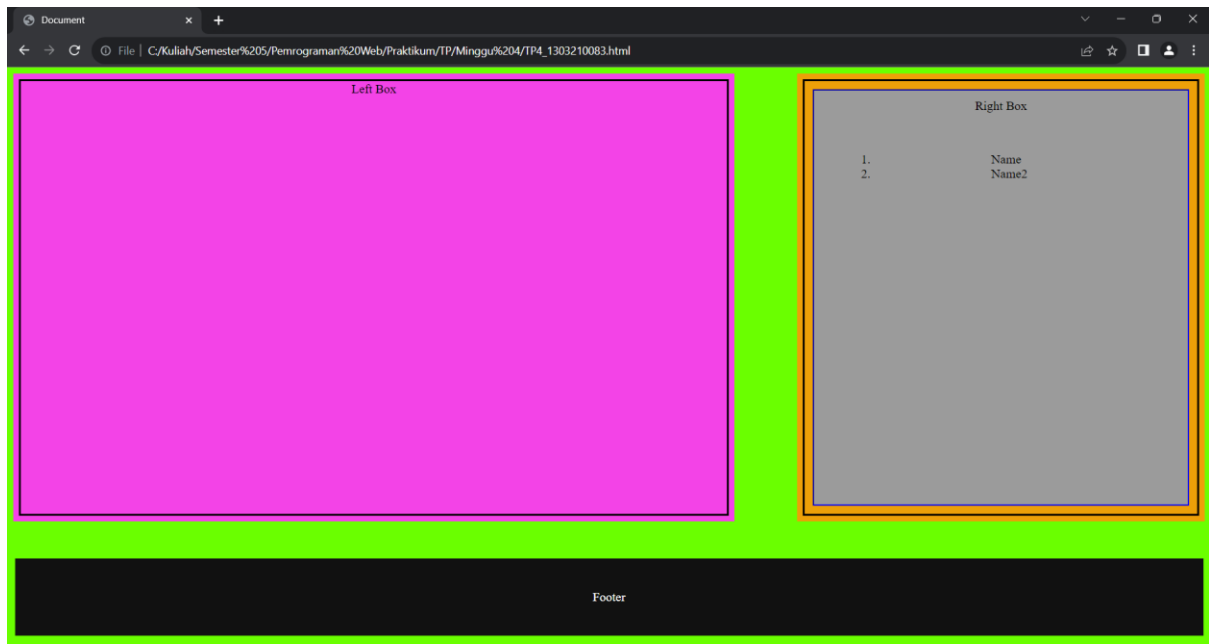 Document
File | C:/Kuliah/Semester%205/Pemrograman%20Web/Praktikum/TP/Minggu%204/TP4_1303210083.html
Left Box
Right Box
1. Name
2. Name2
Footer